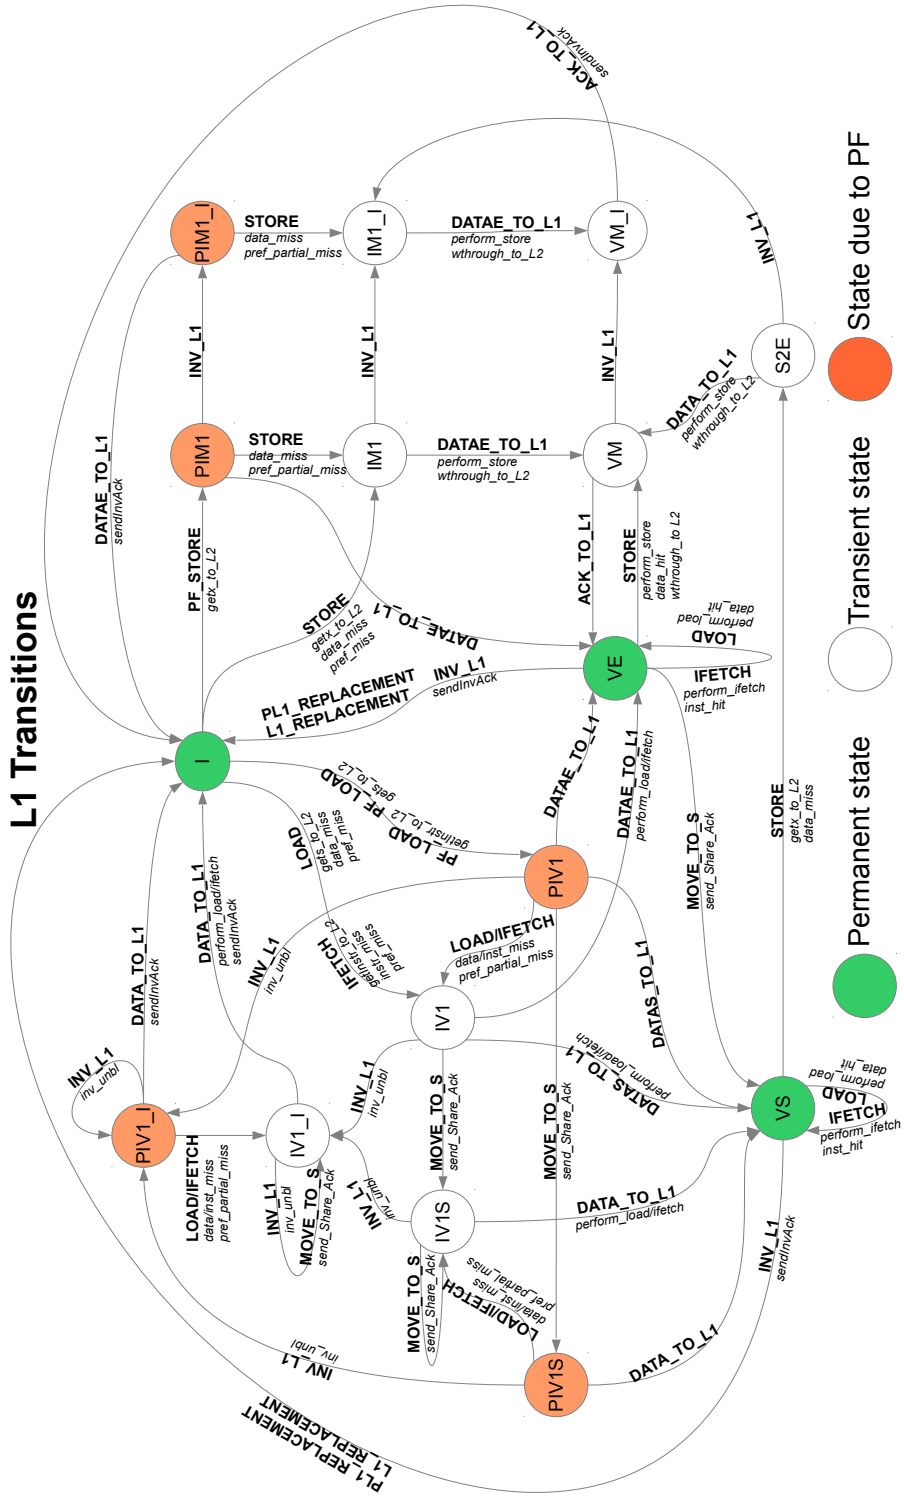 L1 Transitions
ACK_TO_L1
sendInvAck
PIM1_I
STORE
data_miss
pref_partial_miss
IM1_I
DATAE_TO_L1
perform_store
wthrough_to_L2
VM_I
INV_L1
INV_L1
INV_L1
INV_L1
DATAE_TO_L1
sendInvAck
PIM1
STORE
data_miss
pref_partial_miss
IM1
DATAE_TO_L1
perform_store
wthrough_to_L2
VM
DATA_TO_L1
perform_store
wthrough_to_L2
S2E
PF_STORE
getx_to_L2
STORE
getx_to_L2
data_miss
pref_miss
DATAE_TO_L1
ACK_TO_L1
STORE
perform_store
data_hit
wthrough_to L2
I
PL1_REPLACEMENT
L1_REPLACEMENT
INV_L1
sendInvAck
VE
LOAD
perform_load
data_hit
IFETCH
perform_ifetch
inst_hit
PF_LOAD
gets_to_L2
PF_LOAD
getInstr_to_L2
LOAD
gets_to_L2
data_miss
pref_miss
IFETCH
getInstr_to_L2
instr_miss
pref_miss
DATAE_TO_L1
DATAE_TO_L1
perform_load/ifetch
MOVE_TO_S
send_Share_Ack
STORE
getx_to_L2
data_miss
DATA_TO_L1
sendInvAck
DATA_TO_L1
perform_load/ifetch
sendInvAck
INV_L1
inv_unbl
PIV1
LOAD/IFETCH
data/inst_miss
pref_partial_miss
IV1
DATAS_TO_L1
DATAS_TO_L1
perform_load/ifetch
INV_L1
inv_unbl
INV_L1
inv_unbl
PIV1_I
LOAD/IFETCH
data/inst_miss
pref_partial_miss
IV1_I
INV_L1
inv_unbl
MOVE_TO_S
send_Share_Ack
INV_L1
inv_unbl
MOVE_TO_S
send_Share_Ack
MOVE_TO_S
send_Share_Ack
VS
LOAD
perform_load
data_hit
IFETCH
perform_ifetch
inst_hit
IV1S
DATA_TO_L1
perform_load/ifetch
MOVE_TO_S
send_Share_Ack
LOAD/IFETCH
data/inst_miss
pref_partial_miss
INV_L1
inv_unbl
PIV1S
DATA_TO_L1
INV_L1
sendInvAck
PL1_REPLACEMENT
L1_REPLACEMENT
Permanent state
Transient state
State due to PF